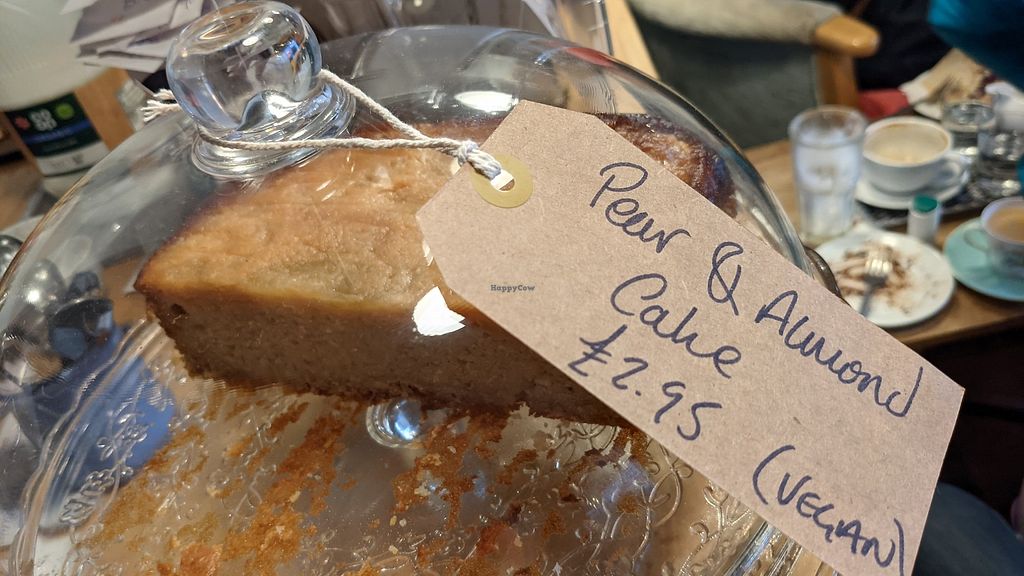 Pear & Almond
Cake
£2.95
(VEGAN)
HappyCow